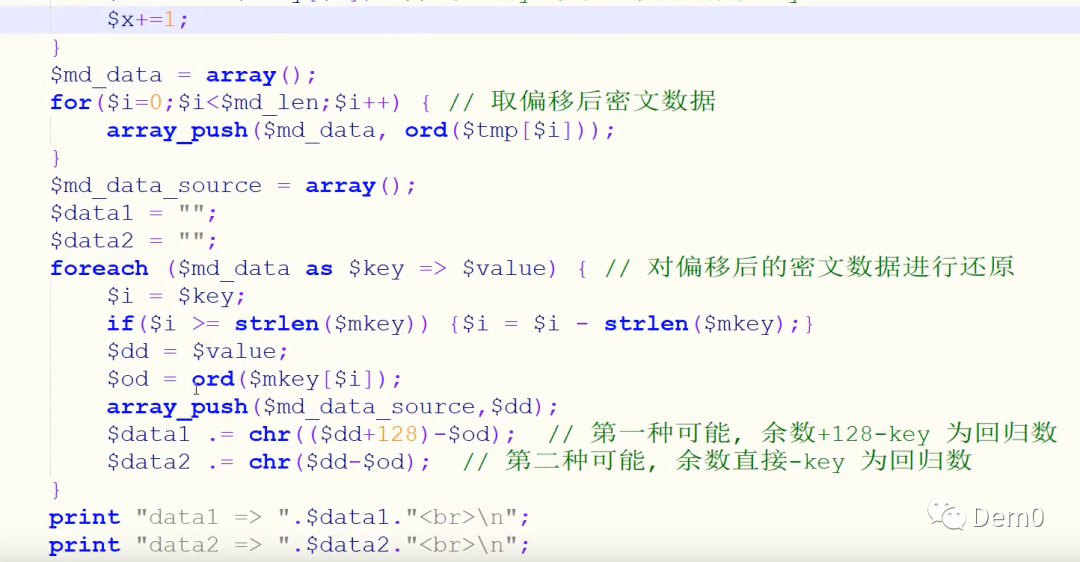 $x+=1;
}
$md_data = array();
for($i=0;$i<$md_len;$i++) { // 取偏移后密文数据
array_push($md_data, ord($tmp[$i]));
}
$md_data_source = array();
$data1 = "";
$data2 = "";
foreach ($md_data as $key => $value) { // 对偏移后的密文数据进行还原
$i = $key;
if($i >= strlen($mkey)) {$i = $i - strlen($mkey);}
$dd = $value;
$od = ord($mkey[$i]);
array_push($md_data_source,$dd);
$data1 .= chr(($dd+128)-$od); // 第一种可能, 余数+128-key 为回归数
$data2 .= chr($dd-$od); // 第二种可能, 余数直接-key 为回归数
}
print "data1 => ".$data1."<br>\n";
print "data2 => ".$data2."<br>\n";
Dem0